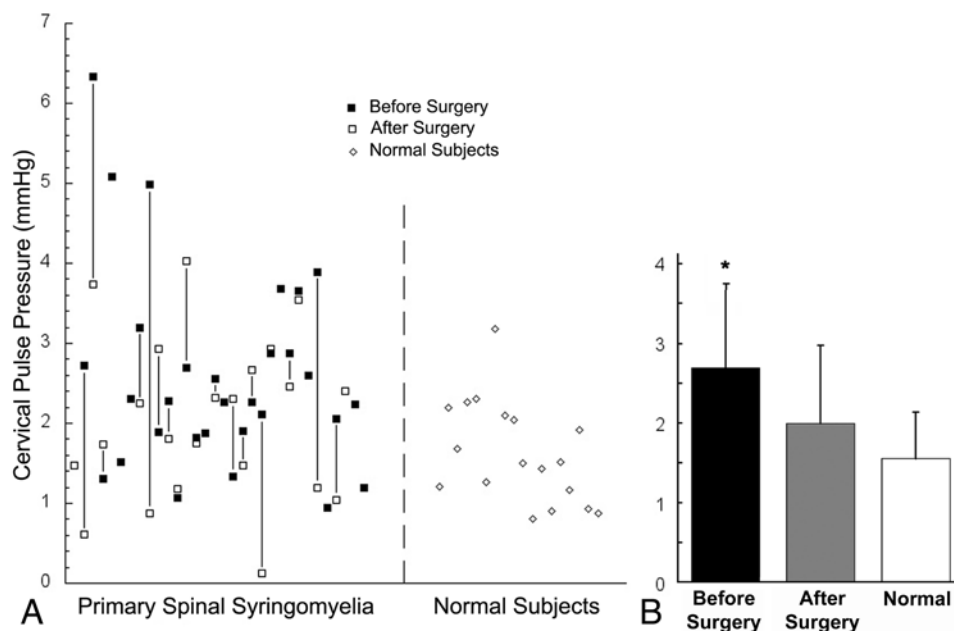 7
6
5
4
3
2
1
0
Cervical Pulse Pressure (mmHg)
Before Surgery
After Surgery
Normal Subjects
A
Primary Spinal Syringomyelia
Normal Subjects
4
3
2
1
0
*
B
Before
Surgery
After
Surgery
Normal